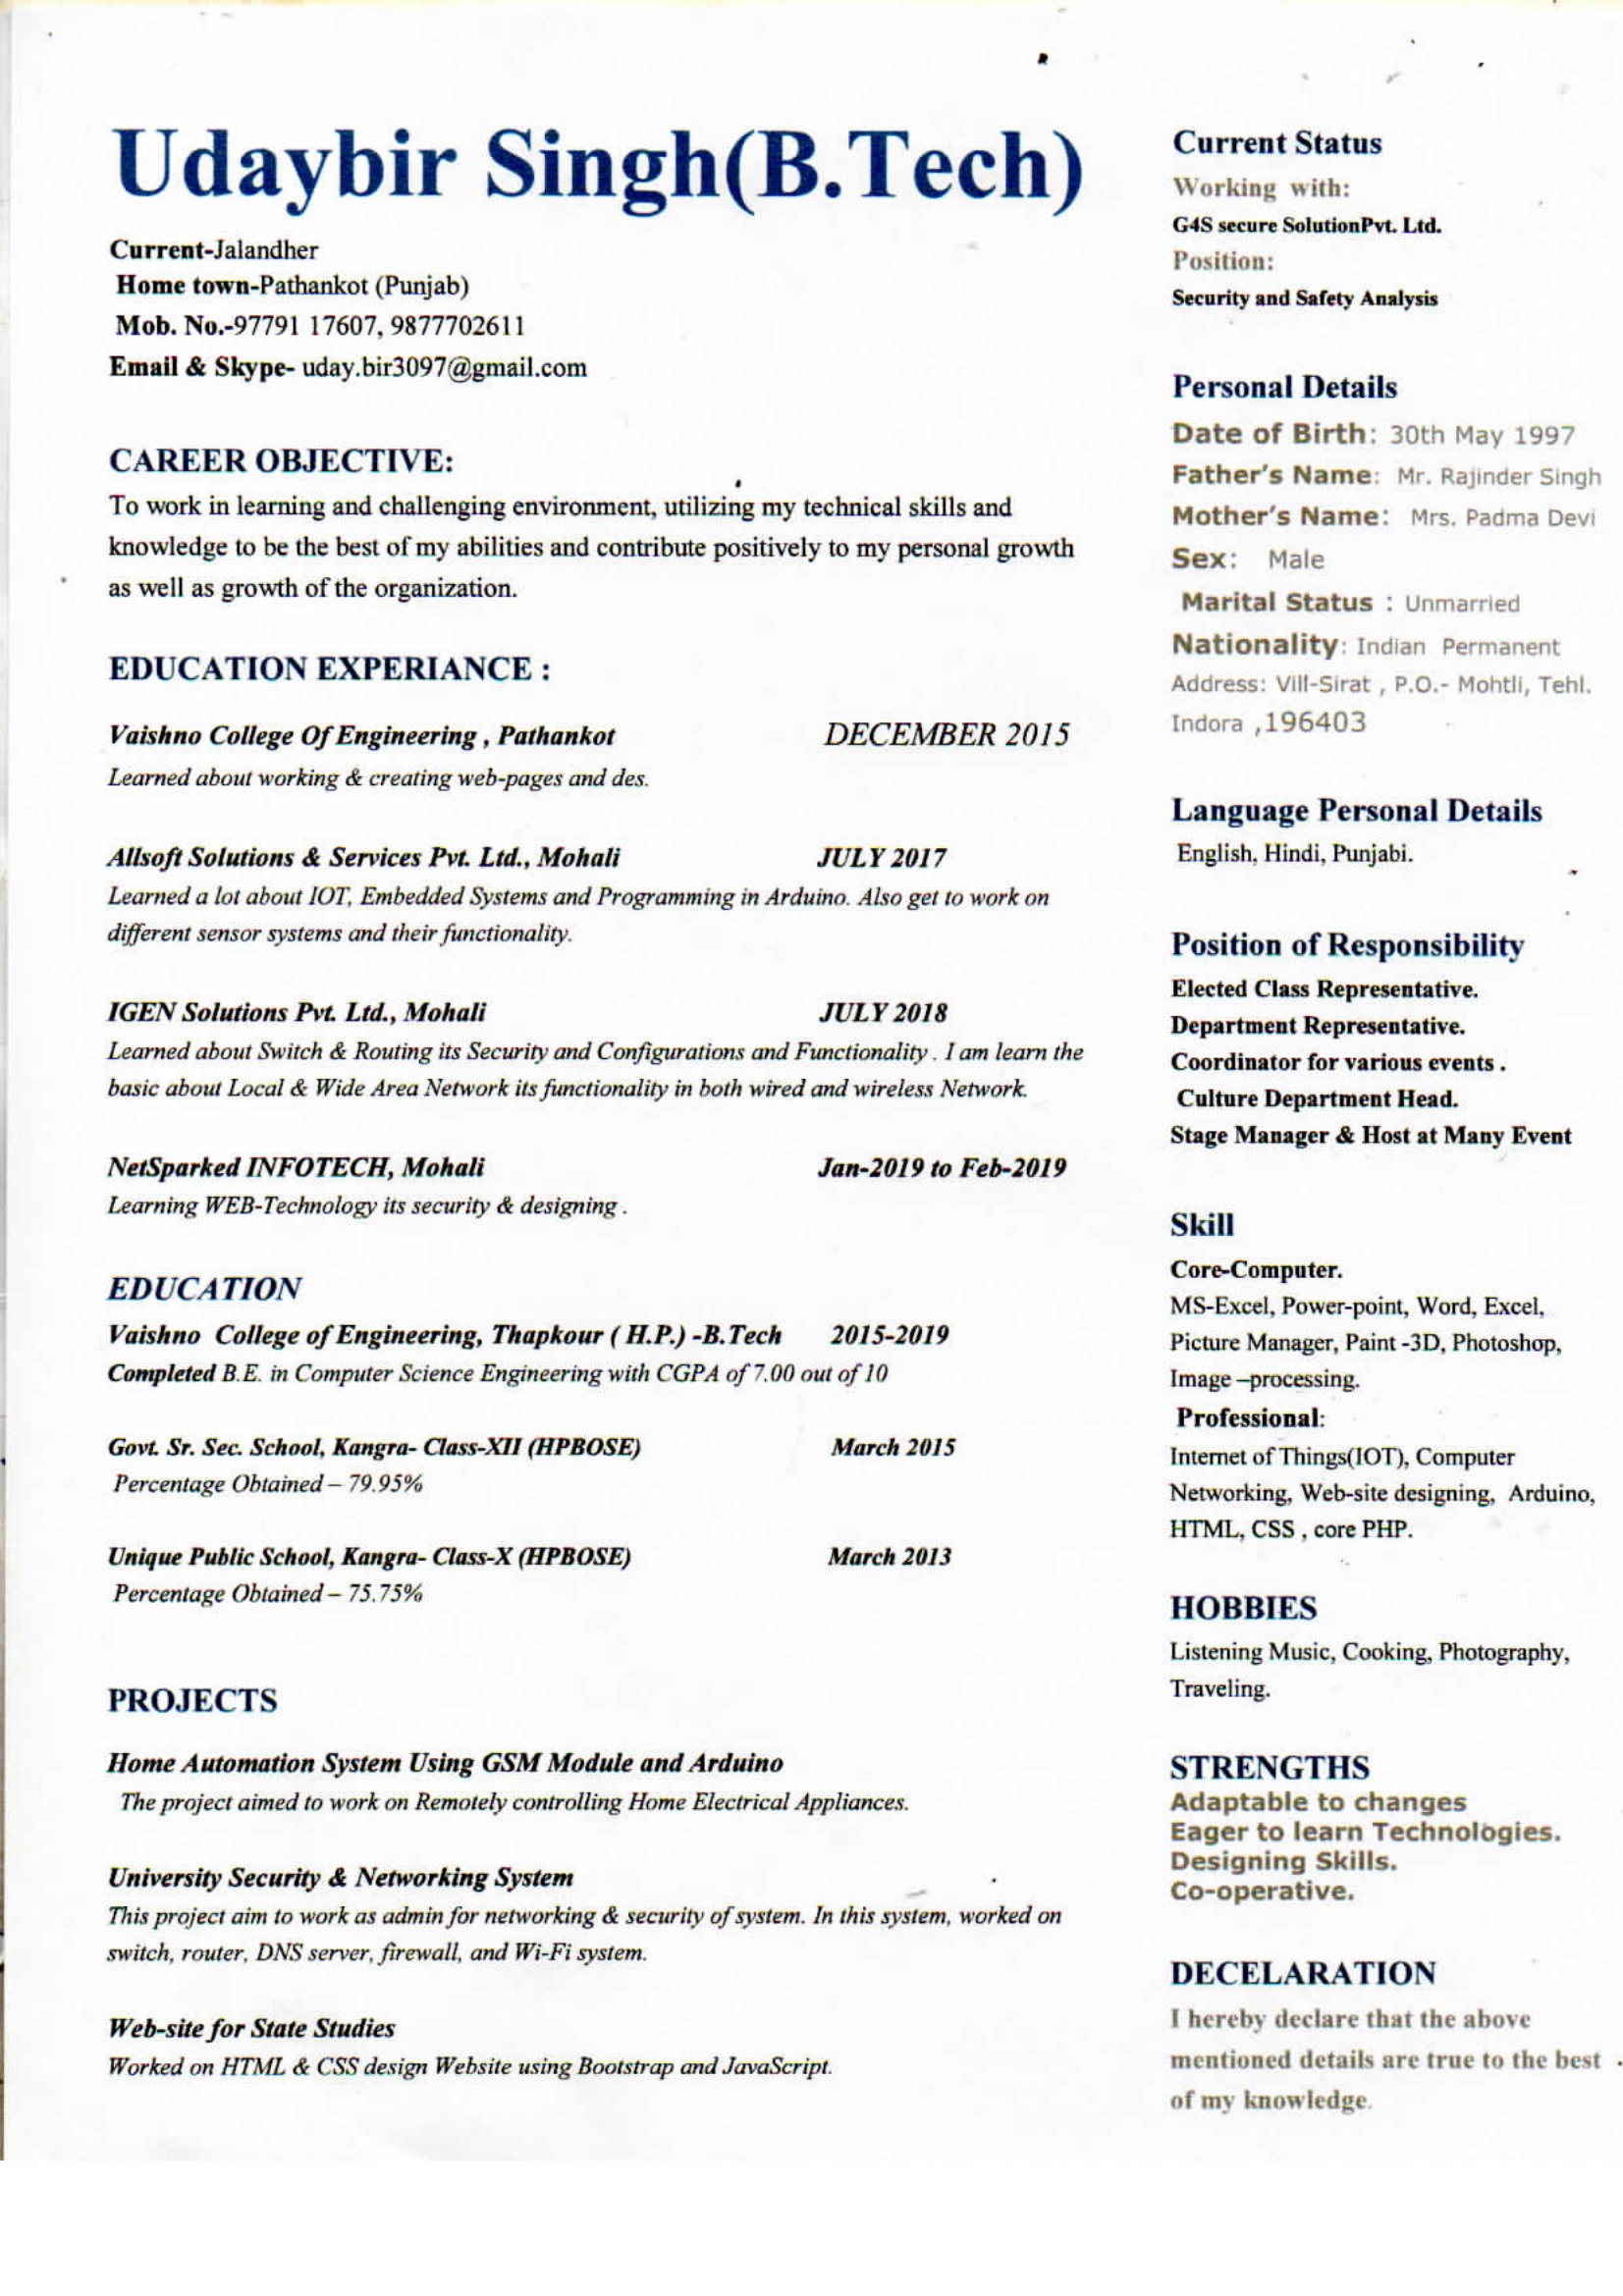 Udaybir Singh(B.Tech)
Current-Jalandher
Home town-Pathankot (Punjab)
Mob. No.-97791 17607, 9877702611
Email & Skype- uday.bir3097@gmail.com
CAREER OBJECTIVE:
To work in learning and challenging environment, utilizing my technical skills and
knowledge to be the best of my abilities and contribute positively to my personal growth
as well as growth of the organization.
EDUCATION EXPERIANCE :
Vaishno College Of Engineering , Pathankot DECEMBER 2015
Learned about working & creating web-pages and des.
Allsoft Solutions & Services Pvt. Ltd., Mohali JULY 2017
Learned a lot about IOT, Embedded Systems and Programming in Arduino. Also get to work on
different sensor systems and their functionality.
IGEN Solutions Pvt. Ltd., Mohali JULY 2018
Learned about Switch & Routing its Security and Configurations and Functionality . I am learn the
basic about Local & Wide Area Network its functionality in both wired and wireless Network.
NetSparked INFOTECH, Mohali Jan-2019 to Feb-2019
Learning WEB-Technology its security & designing .
EDUCATION
Vaishno College of Engineering, Thapkour ( H.P.) -B.Tech 2015-2019
Completed B.E. in Computer Science Engineering with CGPA of 7.00 out of 10
Govt. Sr. Sec. School, Kangra- Class-XII (HPBOSE) March 2015
Percentage Obtained – 79.95%
Unique Public School, Kangra- Class-X (HPBOSE) March 2013
Percentage Obtained – 75.75%
PROJECTS
Home Automation System Using GSM Module and Arduino
The project aimed to work on Remotely controlling Home Electrical Appliances.
University Security & Networking System
This project aim to work as admin for networking & security of system. In this system, worked on
switch, router, DNS server, firewall, and Wi-Fi system.
Web-site for State Studies
Worked on HTML & CSS design Website using Bootstrap and JavaScript.
Current Status
Working with:
G4S secure SolutionPvt. Ltd.
Position:
Security and Safety Analysis
Personal Details
Date of Birth: 30th May 1997
Father's Name: Mr. Rajinder Singh
Mother's Name: Mrs. Padma Devi
Sex: Male
Marital Status : Unmarried
Nationality: Indian Permanent
Address: Vill-Sirat , P.O.- Mohtli, Tehl.
Indora ,196403
Language Personal Details
English, Hindi, Punjabi.
Position of Responsibility
Elected Class Representative.
Department Representative.
Coordinator for various events .
Culture Department Head.
Stage Manager & Host at Many Event
Skill
Core-Computer.
MS-Excel, Power-point, Word, Excel,
Picture Manager, Paint -3D, Photoshop,
Image –processing.
Professional:
Internet of Things(IOT), Computer
Networking, Web-site designing, Arduino,
HTML, CSS , core PHP.
HOBBIES
Listening Music, Cooking, Photography,
Traveling.
STRENGTHS
Adaptable to changes
Eager to learn Technologies.
Designing Skills.
Co-operative.
DECELARATION
I hereby declare that the above
mentioned details are true to the best
of my knowledge.